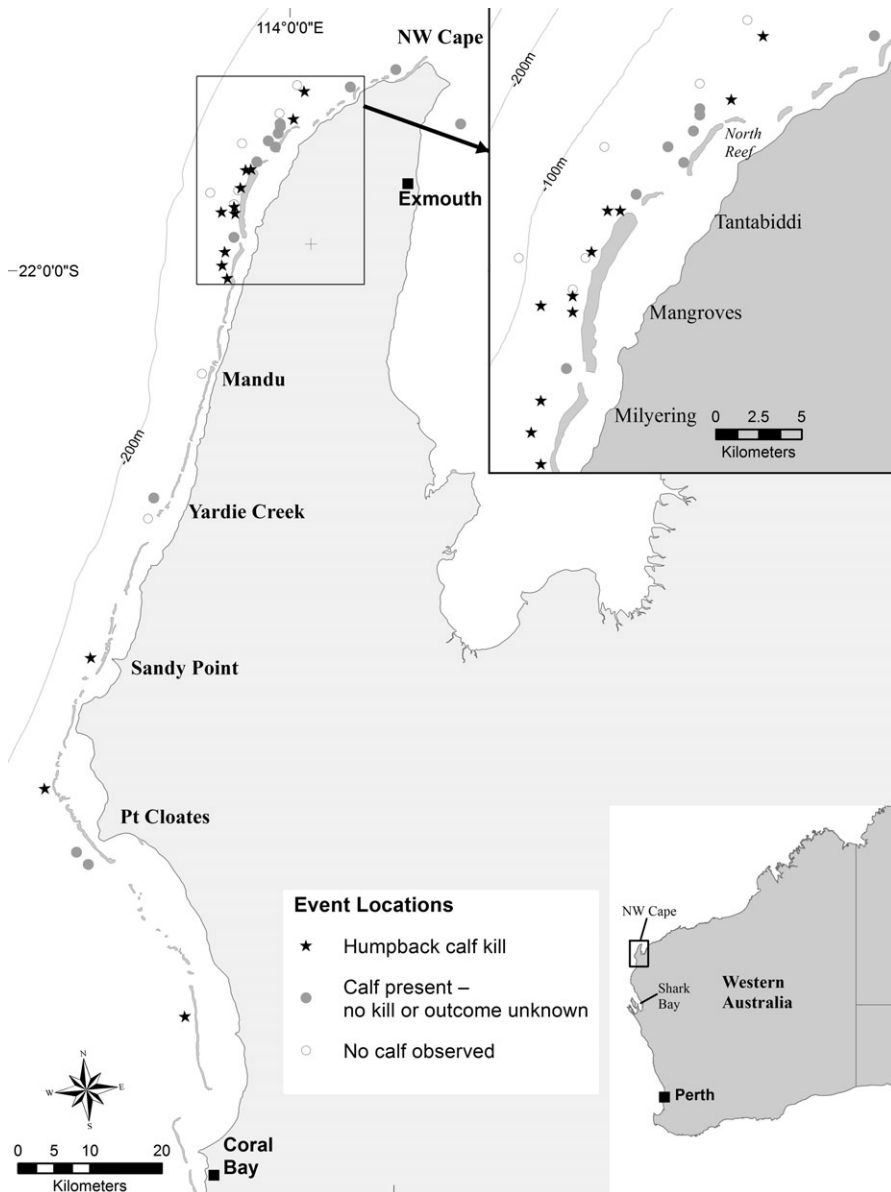 114°0'0"E
NW Cape
-200m
-100m
North
Reef
Tantabiddi
Mangroves
Milyering
0 2.5 5
Kilometers
Exmouth
22°0'0"S
Mandu
-200m
Yardie Creek
Sandy Point
Pt Cloates
Event Locations
Humpback calf kill
Calf present –
no kill or outcome unknown
No calf observed
NW Cape
Shark
Bay
Western
Australia
Perth
N
W E
S
0 5 10 20
Kilometers
Coral
Bay